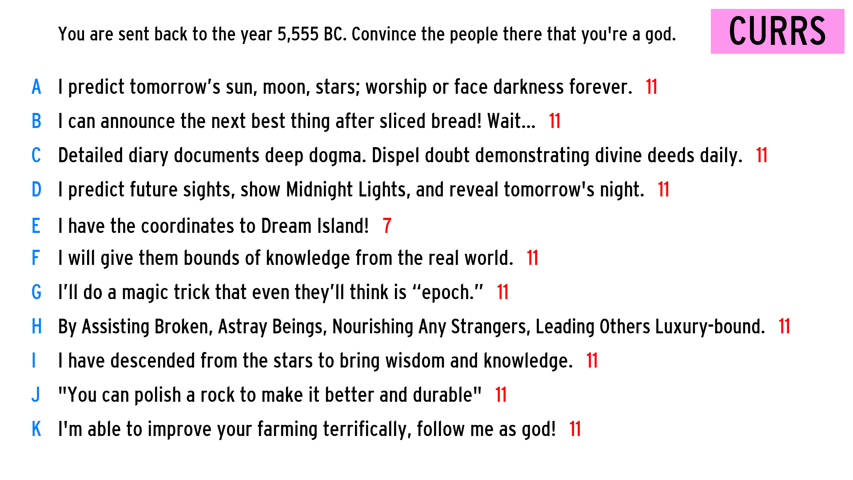 You are sent back to the year 5,555 BC. Convince the people there that you're a god.
CURRS
A I predict tomorrow’s sun, moon, stars; worship or face darkness forever. 11
B I can announce the next best thing after sliced bread! Wait... 11
C Detailed diary documents deep dogma. Dispel doubt demonstrating divine deeds daily. 11
D I predict future sights, show Midnight Lights, and reveal tomorrow's night. 11
E I have the coordinates to Dream Island! 7
F I will give them bounds of knowledge from the real world. 11
G I’ll do a magic trick that even they’ll think is “epoch.” 11
H By Assisting Broken, Astray Beings, Nourishing Any Strangers, Leading Others Luxury-bound. 11
I I have descended from the stars to bring wisdom and knowledge. 11
J "You can polish a rock to make it better and durable" 11
K I'm able to improve your farming terrifically, follow me as god! 11